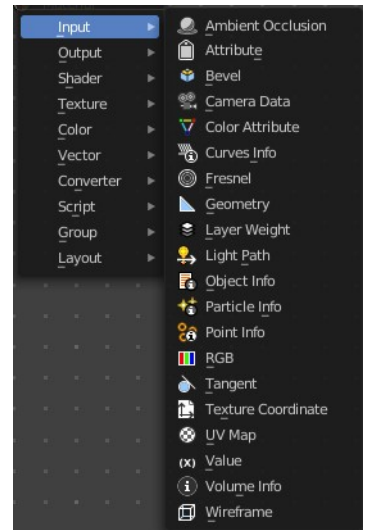 Input
Output
Shader
Texture
Color
Vector
Converter
Script
Group
Layout
Ambient Occlusion
Attribute
Bevel
Camera Data
Color Attribute
Curves Info
Fresnel
Geometry
Layer Weight
Light Path
Object Info
Particle Info
Point Info
RGB
Tangent
Texture Coordinate
UV Map
(x) Value
Volume Info
Wireframe